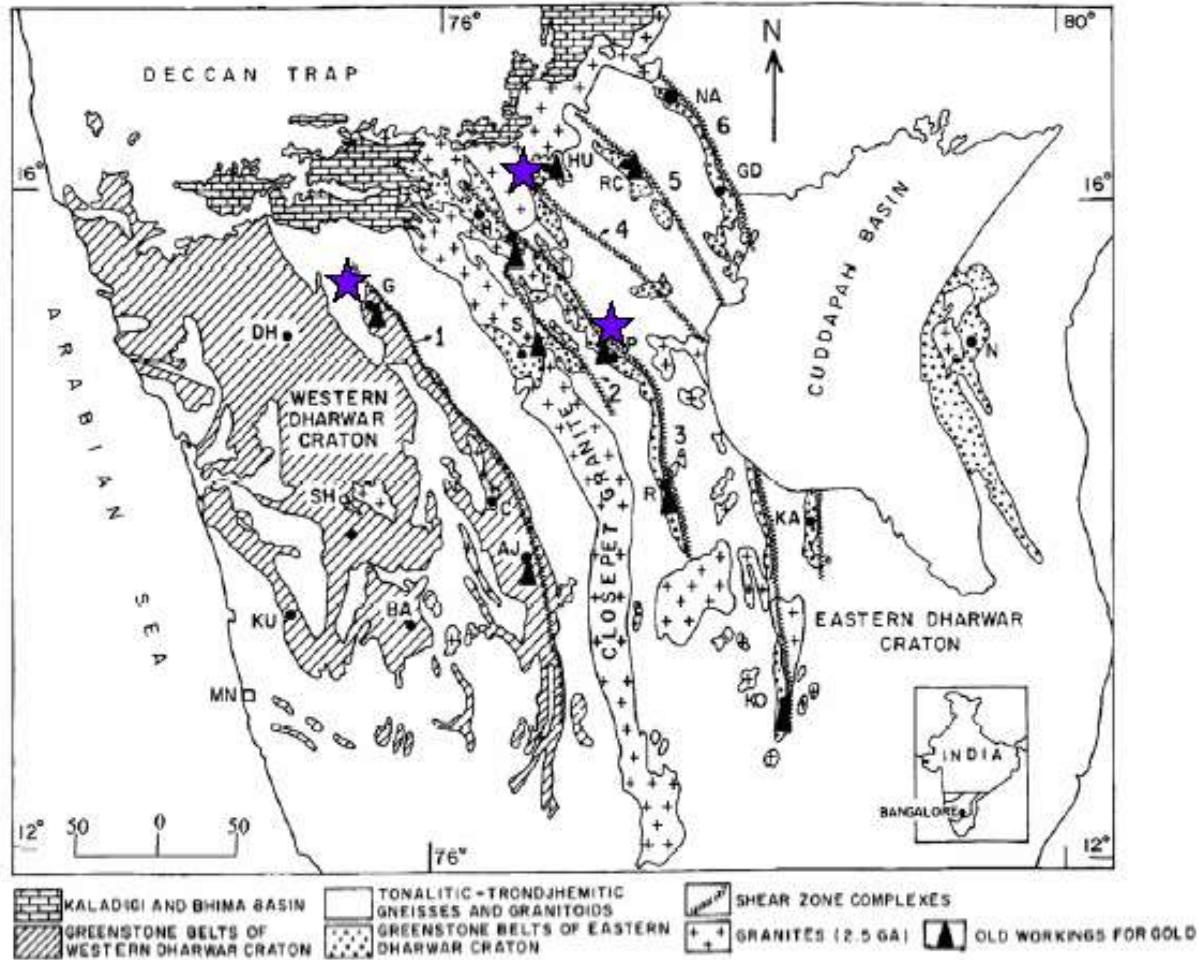 76°
80°
DECCAN TRAP
N
NA
6
HU
RC
5
GD
16°
16°
4
H
G
S
P
DH
1
2
CUDDAPAH BASIN
N
ARABIAN SEA
WESTERN
DHARWAR
CRATON
3
SH
C
R
KA
CLOSEPET GRANITE
AJ
KU
BA
EASTERN DHARWAR
CRATON
MN
KO
INDIA
BANGALORE
50 0 50
12°
76°
12°
KALADIGI AND BHIMA BASIN
TONALITIC-TRONDJHEMITIC
GNEISSES AND GRANITOIDS
SHEAR ZONE COMPLEXES
GREENSTONE BELTS OF
WESTERN DHARWAR CRATON
GREENSTONE BELTS OF EASTERN
DHARWAR CRATON
GRANITES (2.5 GA)
OLD WORKINGS FOR GOLD